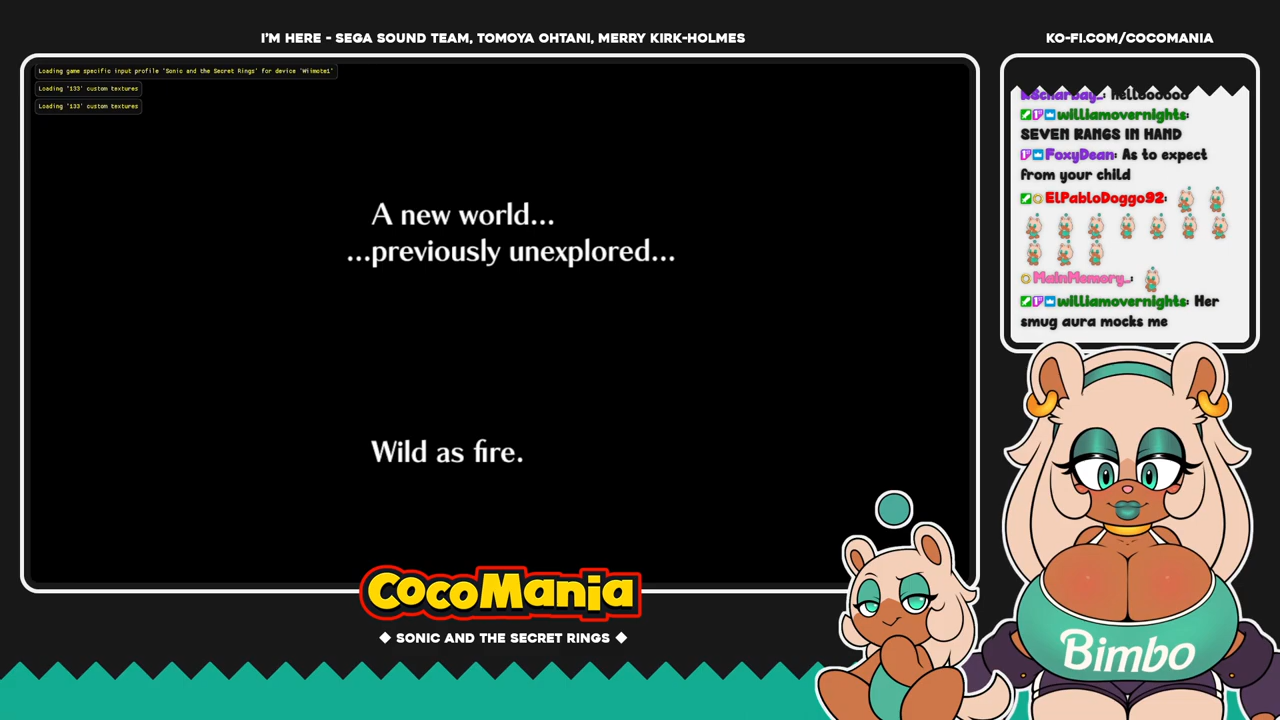 I'M HERE - SEGA SOUND TEAM, TOMOYA OHTANI, MERRY KIRK-HOLMES
KO-FI.COM/COCOMANIA
Loading game specific input profile 'Sonic and the Secret Rings' for device 'Wiimote1'
Loading '133' custom textures
Loading '133' custom textures
A new world...
...previously unexplored...
Wild as fire.
hellooooo
williamovernights:
SEVEN RANGS IN HAND
FoxyDean: As to expect
from your child
ElPabloDoggo92:
MainMemory_:
williamovernights: Her
smug aura mocks me
CocoMania
◆ SONIC AND THE SECRET RINGS ◆
Bimbo